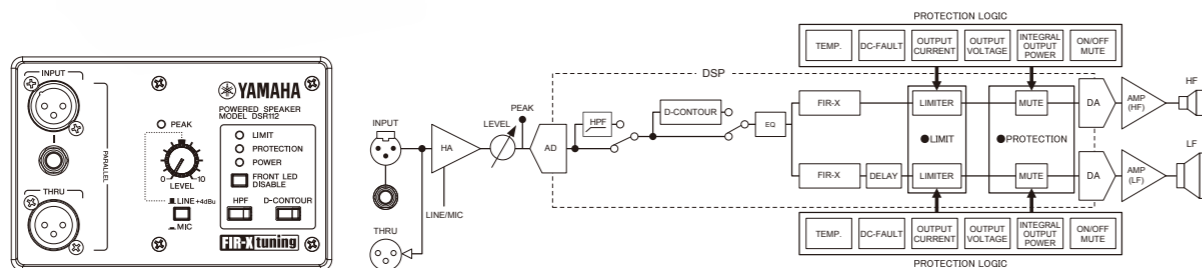 INPUT
PEAK
0
10
LEVEL
LINE +4dBu
MIC
THRU
PARALLEL
YAMAHA
POWERED SPEAKER
MODEL DSR112
LIMIT
PROTECTION
POWER
FRONT LED
DISABLE
HPF
D-CONTOUR
FIR-X tuning
INPUT
THRU
HA
LINE/MIC
LEVEL
PEAK
AD
DSP
HPF
D-CONTOUR
EQ
FIR-X
FIR-X
DELAY
LIMITER
LIMIT
LIMITER
MUTE
PROTECTION
MUTE
DA
DA
AMP
(HF)
AMP
(LF)
HF
LF
PROTECTION LOGIC
TEMP.
DC-FAULT
OUTPUT
CURRENT
OUTPUT
VOLTAGE
INTEGRAL
OUTPUT
POWER
ON/OFF
MUTE
TEMP.
DC-FAULT
OUTPUT
CURRENT
OUTPUT
VOLTAGE
INTEGRAL
OUTPUT
POWER
ON/OFF
MUTE
PROTECTION LOGIC